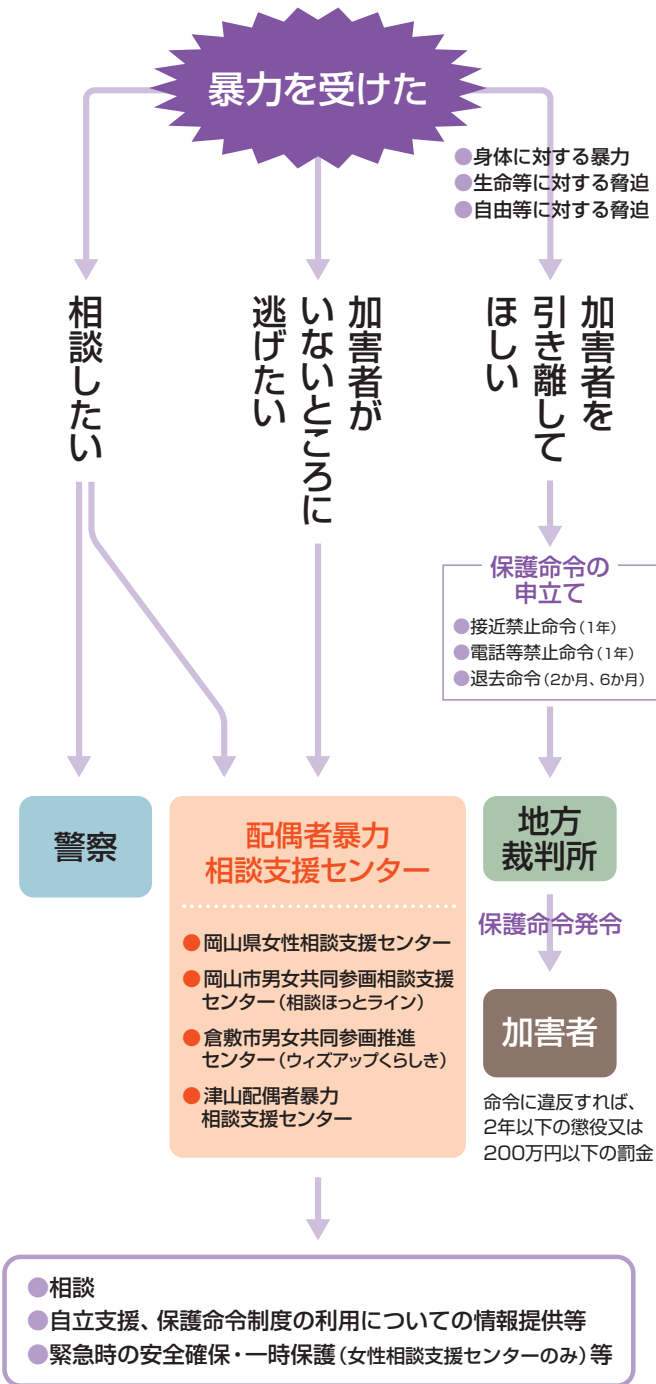 暴力を受けた
●身体に対する暴力
●生命等に対する脅迫
●自由等に対する脅迫
相談したい
加害者が
いないところに
逃げたい
加害者を
引き離して
ほしい
保護命令の
申立て
●接近禁止命令(1年)
●電話等禁止命令(1年)
●退去命令(2か月、6か月)
警察
配偶者暴力
相談支援センター
●岡山県女性相談支援センター
●岡山市男女共同参画相談支援
センター(相談ほっとライン)
●倉敷市男女共同参画推進
センター(ウィズアップくらしき)
●津山配偶者暴力
相談支援センター
地方
裁判所
保護命令発令
加害者
命令に違反すれば、
2年以下の懲役又は
200万円以下の罰金
●相談
●自立支援、保護命令制度の利用についての情報提供等
●緊急時の安全確保・一時保護(女性相談支援センターのみ)等